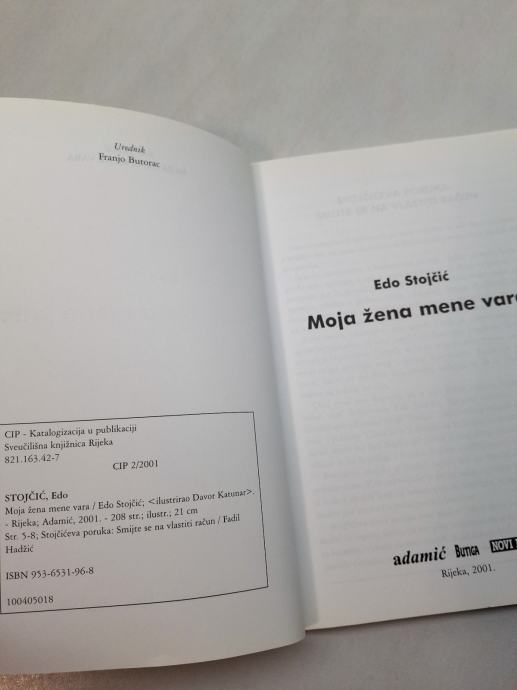 Urednik
Franjo Butorac
CIP - Katalogizacija u publikaciji
Sveučilišna knjižnica Rijeka
821.163.42-7
CIP 2/2001
STOJČIĆ, Edo
Moja žena mene vara / Edo Stojčić; <ilustrirao Davor Katunar>.
- Rijeka; Adamić, 2001. - 208 str.; ilustr.; 21 cm
Str. 5-8; Stojčićeva poruka: Smijte se na vlastiti račun / Fadil
Hadžić
ISBN 953-6531-96-8
100405018
Edo Stojčić
Moja žena mene vara
adamić BUTIGA NOVI
Rijeka, 2001.